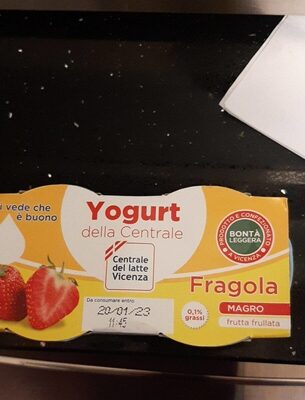 si vede che
è buono
Yogurt
della Centrale
Centrale
del latte
Vicenza
Da consumare entro
20/01/23
11:45
PRODOTTO E CONFEZIONATO
BONTÀ
LEGGERA
A VICENZA
Fragola
0,1%
grassi
MAGRO
frutta frullata